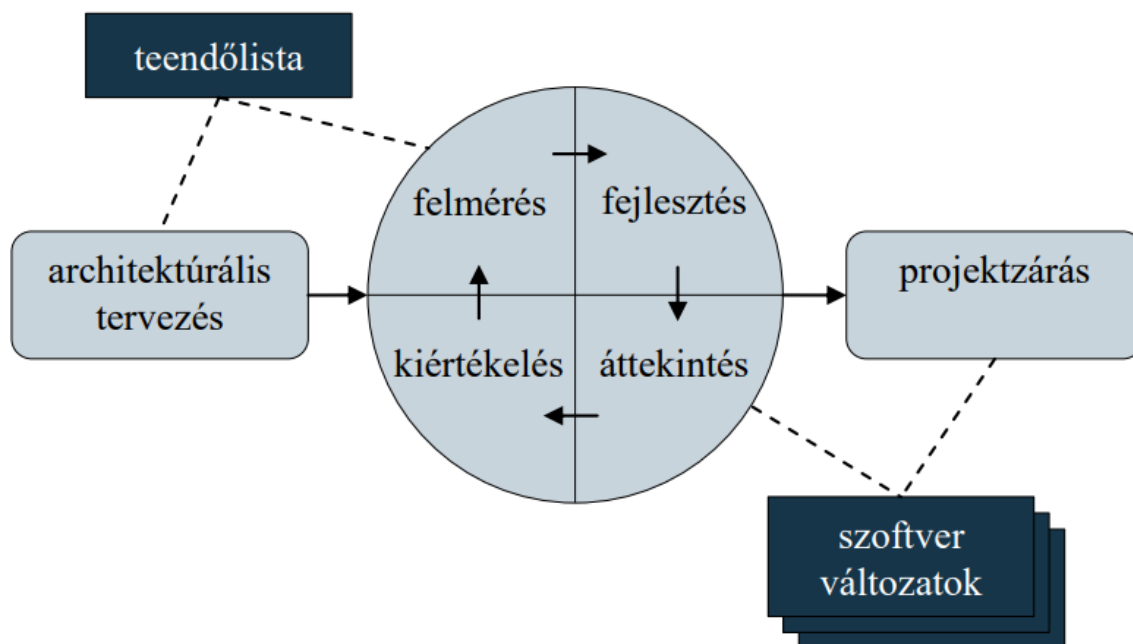 teendőlista
felmérés
fejlesztés
architektúrális
tervezés
projektzárás
kiértékelés
áttekintés
szoftver
változatok